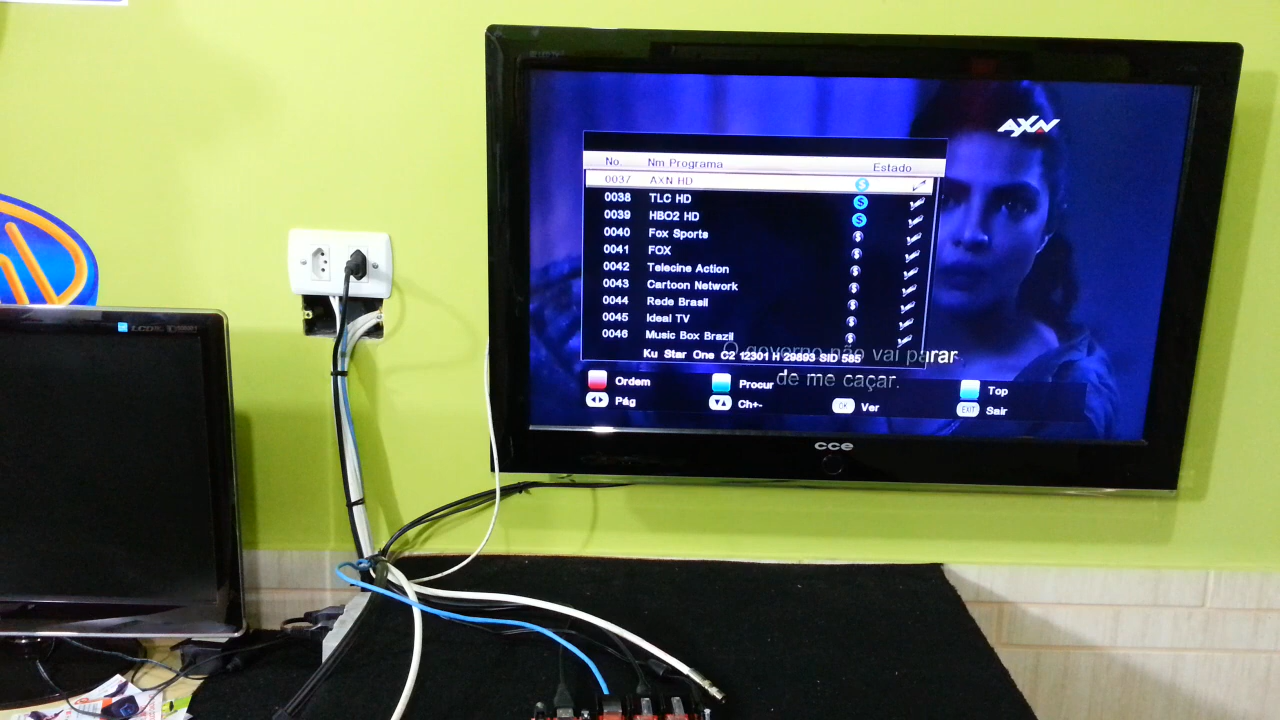 AXN
No. Nm Programa Estado
0037 AXN HD
0038 TLC HD
0039 HBO2 HD
0040 Fox Sports
0041 FOX
0042 Telecine Action
0043 Cartoon Network
0044 Rede Brasil
0045 Ideal TV
0046 Music Box Brazil
Ku Star One C2 12301 H 29893 SID 585
O governo não vai parar
de me caçar.
Ordem Procur Top
Pág Ch+- OK Ver EXIT Sair
cce